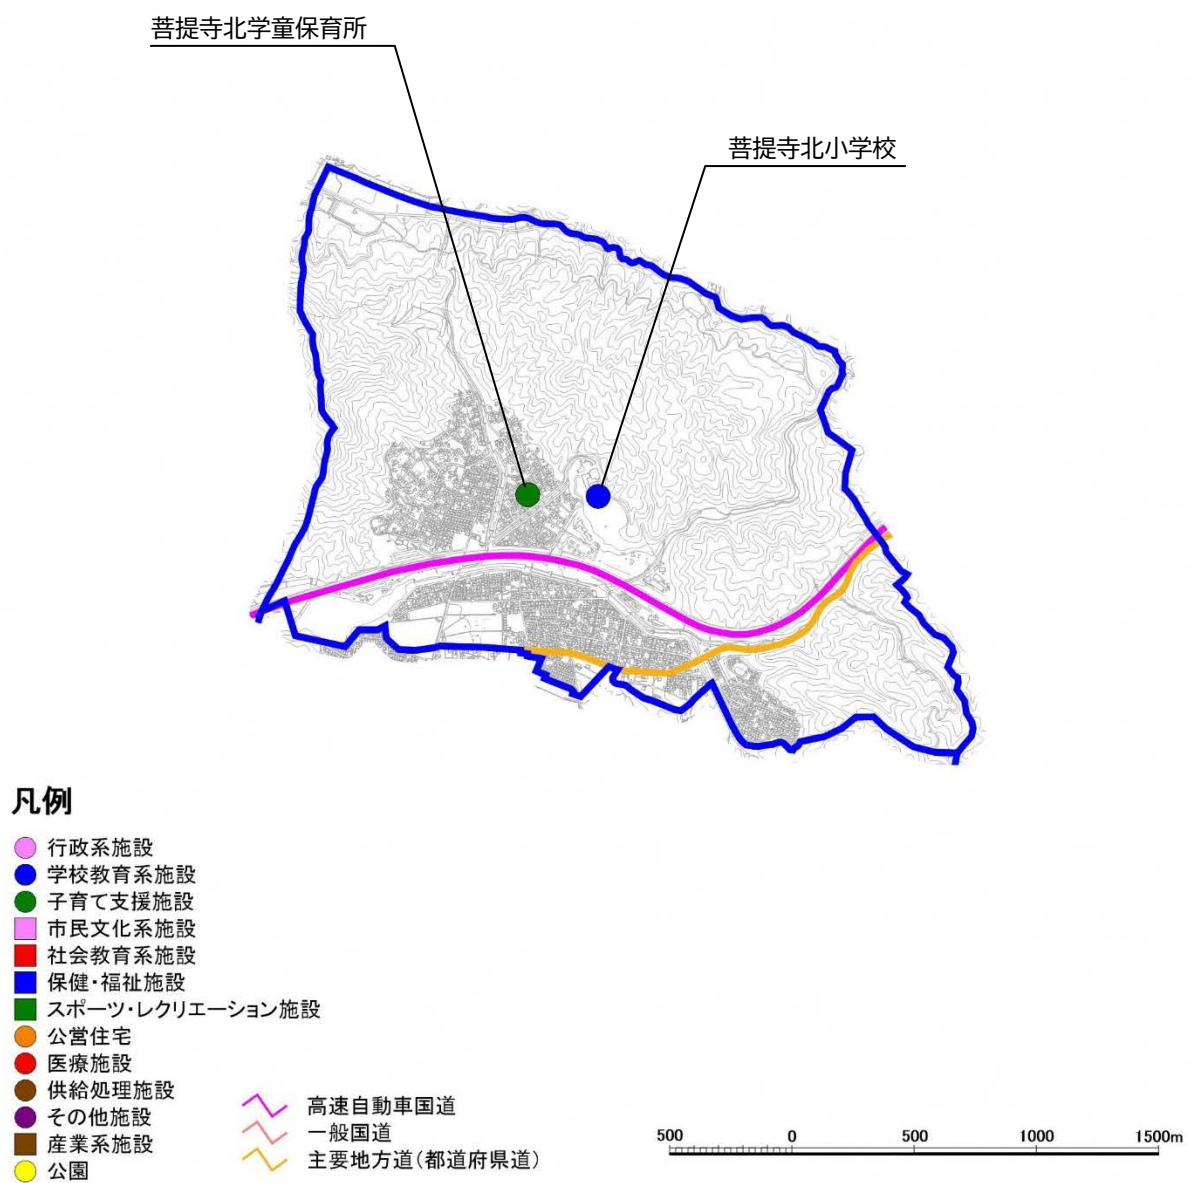 菩提寺北学童保育所
菩提寺北小学校
凡例
行政系施設
学校教育系施設
子育て支援施設
市民文化系施設
社会教育系施設
保健・福祉施設
スポーツ・レクリエーション施設
公営住宅
医療施設
供給処理施設
その他施設
産業系施設
公園
高速自動車国道
一般国道
主要地方道（都道府県道）
500 0 500 1000 1500m